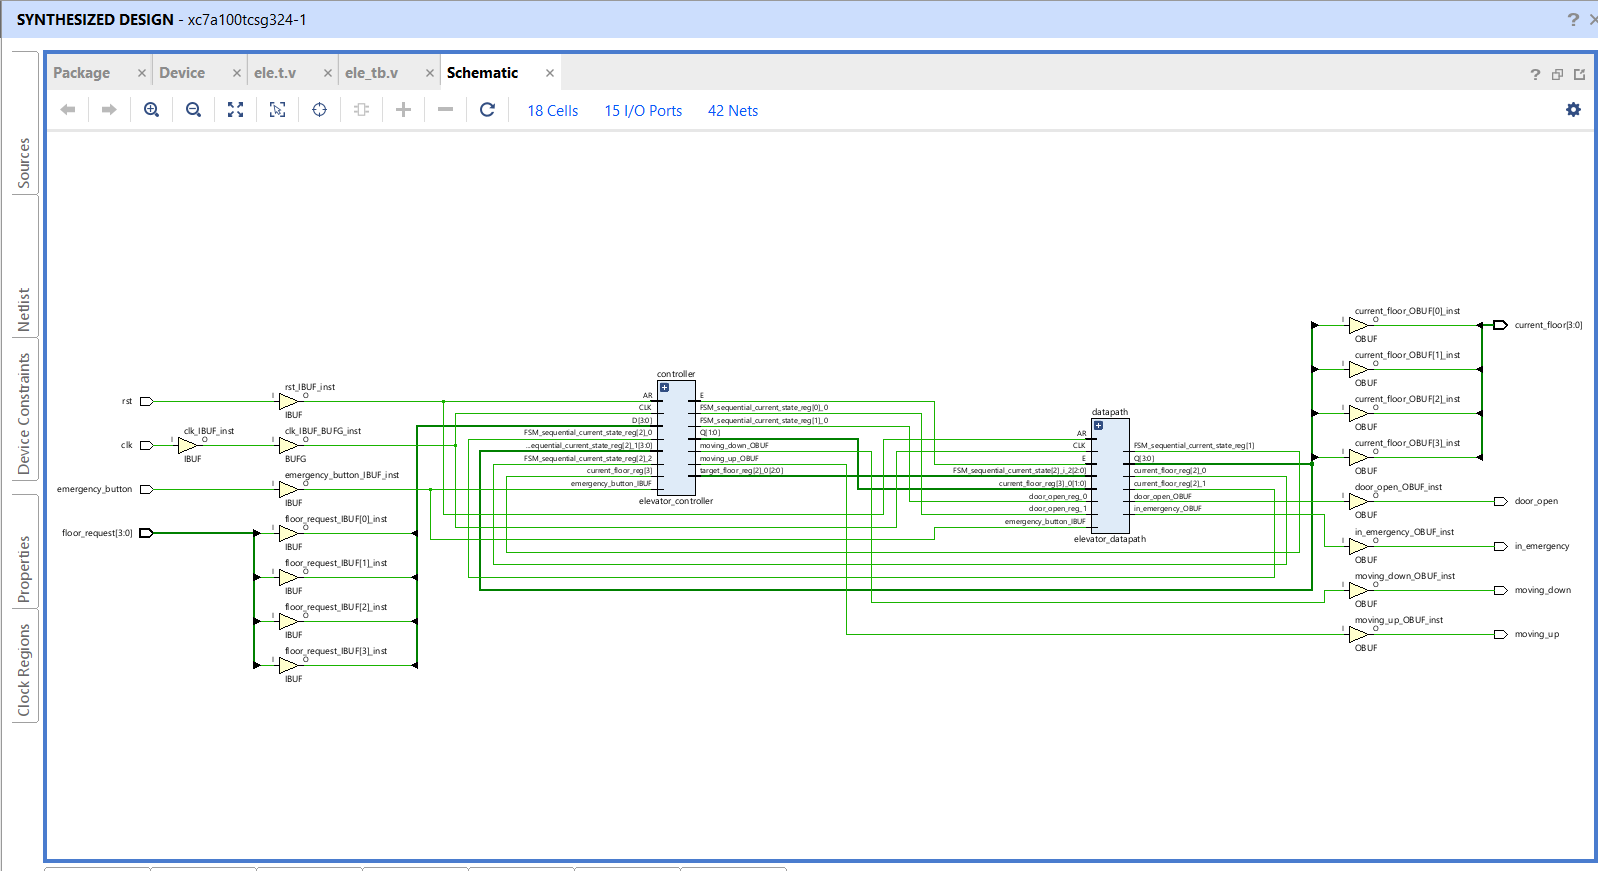 SYNTHESIZED DESIGN - xc7a100tcsg324-1
?
Package
Device
ele.t.v
ele_tb.v
Schematic
?
18 Cells
15 I/O Ports
42 Nets
Sources
Netlist
Device Constraints
Properties
Clock Regions
rst
I
rst_IBUF_inst
O
IBUF
clk
I
clk_IBUF_inst
O
IBUF
I
clk_IBUF_BUFG_inst
O
BUFG
emergency_button
I
emergency_button_IBUF_inst
O
IBUF
floor_request[3:0]
I
floor_request_IBUF[0]_inst
O
IBUF
I
floor_request_IBUF[1]_inst
O
IBUF
I
floor_request_IBUF[2]_inst
O
IBUF
I
floor_request_IBUF[3]_inst
O
IBUF
controller
AR
CLK
D[3:0]
FSM_sequential_current_state_reg[2]_0
...equential_current_state_reg[2]_1[3:0]
FSM_sequential_current_state_reg[2]_2
current_floor_reg[3]
emergency_button_IBUF
E
FSM_sequential_current_state_reg[0]_0
FSM_sequential_current_state_reg[1]_0
Q[1:0]
moving_down_OBUF
moving_up_OBUF
target_floor_reg[2]_0[2:0]
elevator_controller
datapath
AR
CLK
E
FSM_sequential_current_state[2]_i_2[2:0]
current_floor_reg[3]_0[1:0]
door_open_reg_0
door_open_reg_1
emergency_button_IBUF
FSM_sequential_current_state_reg[1]
Q[3:0]
current_floor_reg[2]_0
current_floor_reg[2]_1
door_open_OBUF
in_emergency_OBUF
elevator_datapath
current_floor_OBUF[0]_inst
I
O
OBUF
current_floor[3:0]
current_floor_OBUF[1]_inst
I
O
OBUF
current_floor_OBUF[2]_inst
I
O
OBUF
current_floor_OBUF[3]_inst
I
O
OBUF
door_open_OBUF_inst
I
O
OBUF
door_open
in_emergency_OBUF_inst
I
O
OBUF
in_emergency
moving_down_OBUF_inst
I
O
OBUF
moving_down
moving_up_OBUF_inst
I
O
OBUF
moving_up